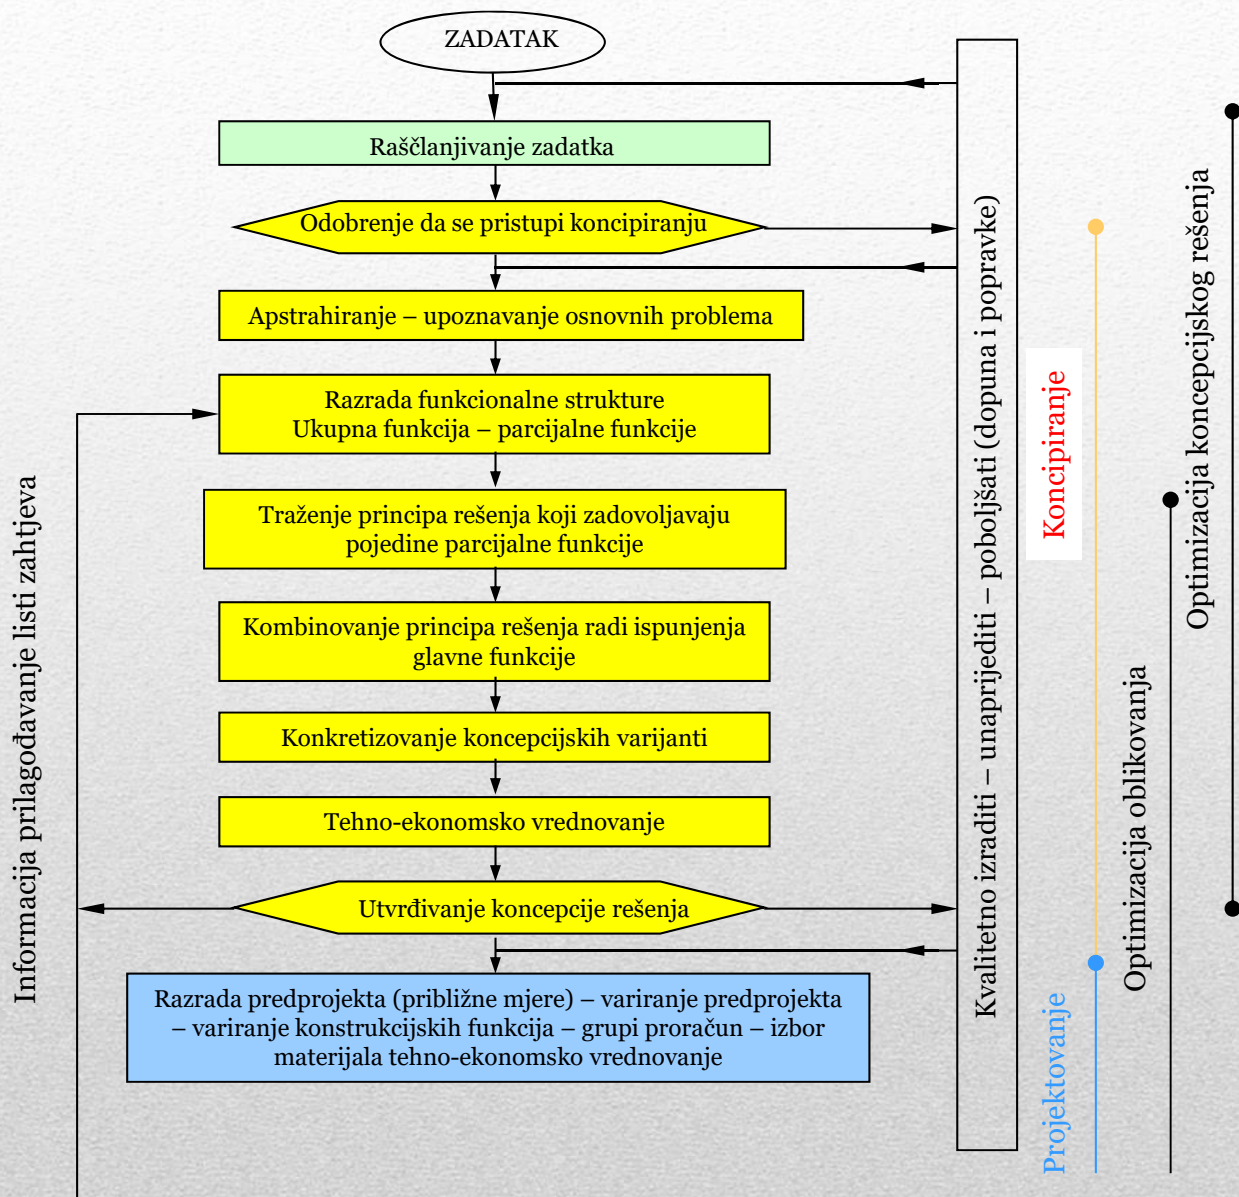 ZADATAK
Raščlanjivanje zadatka
Odobrenje da se pristupi koncipiranju
Apstrahiranje – upoznavanje osnovnih problema
Razrada funkcionalne strukture
Ukupna funkcija – parcijalne funkcije
Traženje principa rešenja koji zadovoljavaju
pojedine parcijalne funkcije
Kombinovanje principa rešenja radi ispunjenja
glavne funkcije
Konkretizovanje koncepcijskih varijanti
Tehno-ekonomsko vrednovanje
Utvrđivanje koncepcije rešenja
Razrada predprojekta (približne mjere) – variranje predprojekta
– variranje konstrukcijskih funkcija – grupi proračun – izbor
materijala tehno-ekonomsko vrednovanje
Informacija prilagođavanje listi zahtjeva
Kvalitetno izraditi – unaprijediti – poboljšati (dopuna i popravke)
Koncipiranje
Projektovanje
Optimizacija oblikovanja
Optimizacija koncepcijskog rešenja